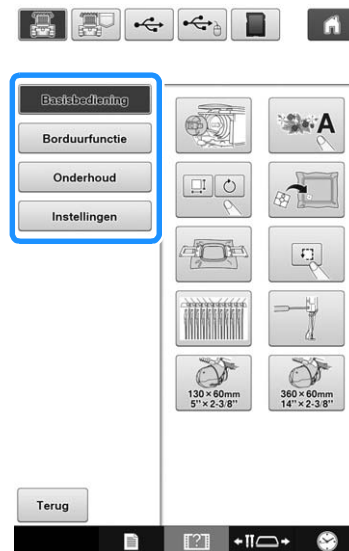 Basisbediening
A
Borduurfunctie
Onderhoud
Instellingen
130×60mm
5"×2-3/8"
360×60mm
14"×2-3/8"
Terug
?